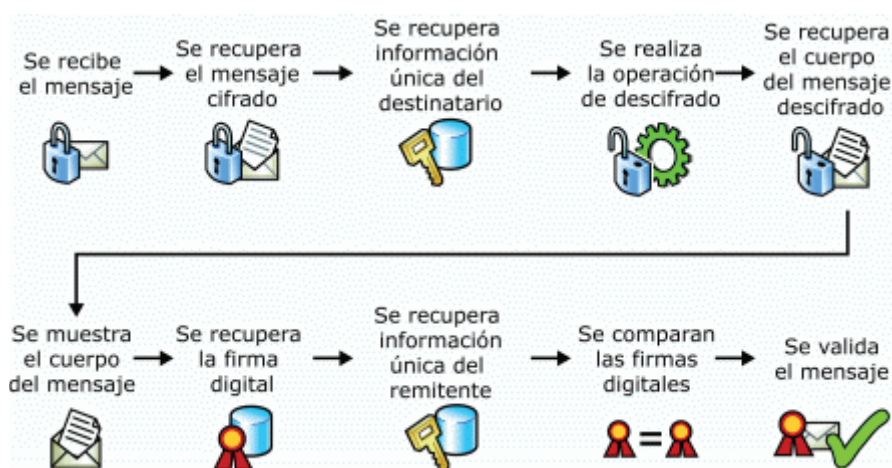 Se recibe
el mensaje
Se recupera
el mensaje
cifrado
Se recupera
información
única del
destinatario
Se realiza
la operación
de descifrado
Se recupera
el cuerpo
del mensaje
descifrado
Se muestra
el cuerpo
del mensaje
Se recupera
la firma
digital
Se recupera
información
única del
remitente
Se comparan
las firmas
digitales
Se valida
el mensaje